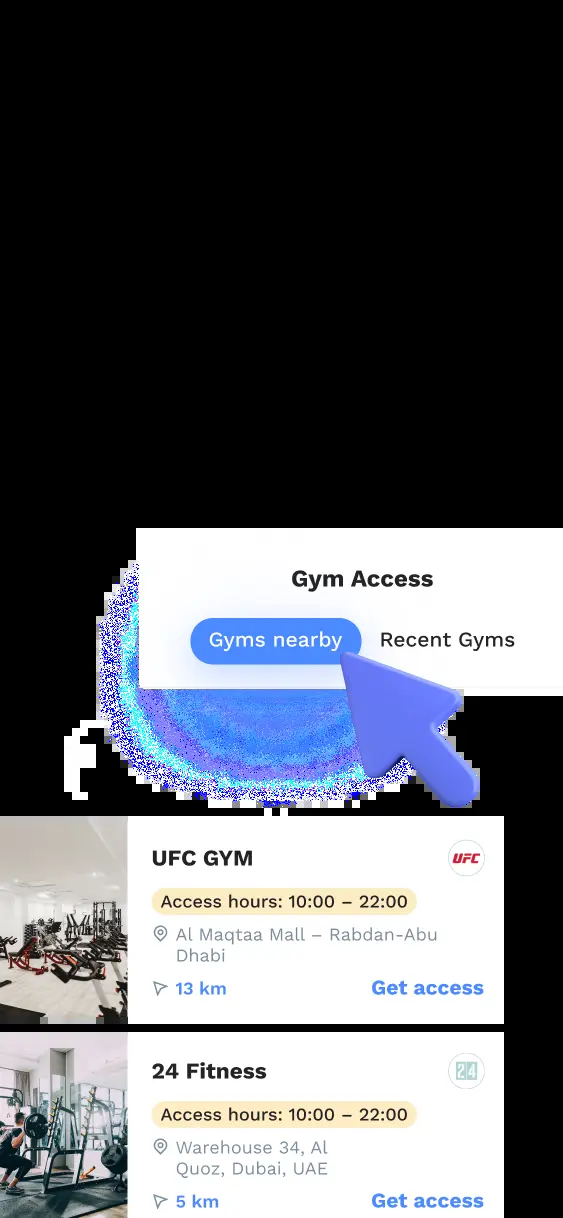 Gym Access
Gyms nearby
Recent Gyms
UFC GYM
UFC
Access hours: 10:00 – 22:00
Al Maqtaa Mall – Rabdan-Abu
Dhabi
13 km
Get access
24 Fitness
24
Access hours: 10:00 – 22:00
Warehouse 34, Al
Quoz, Dubai, UAE
5 km
Get access